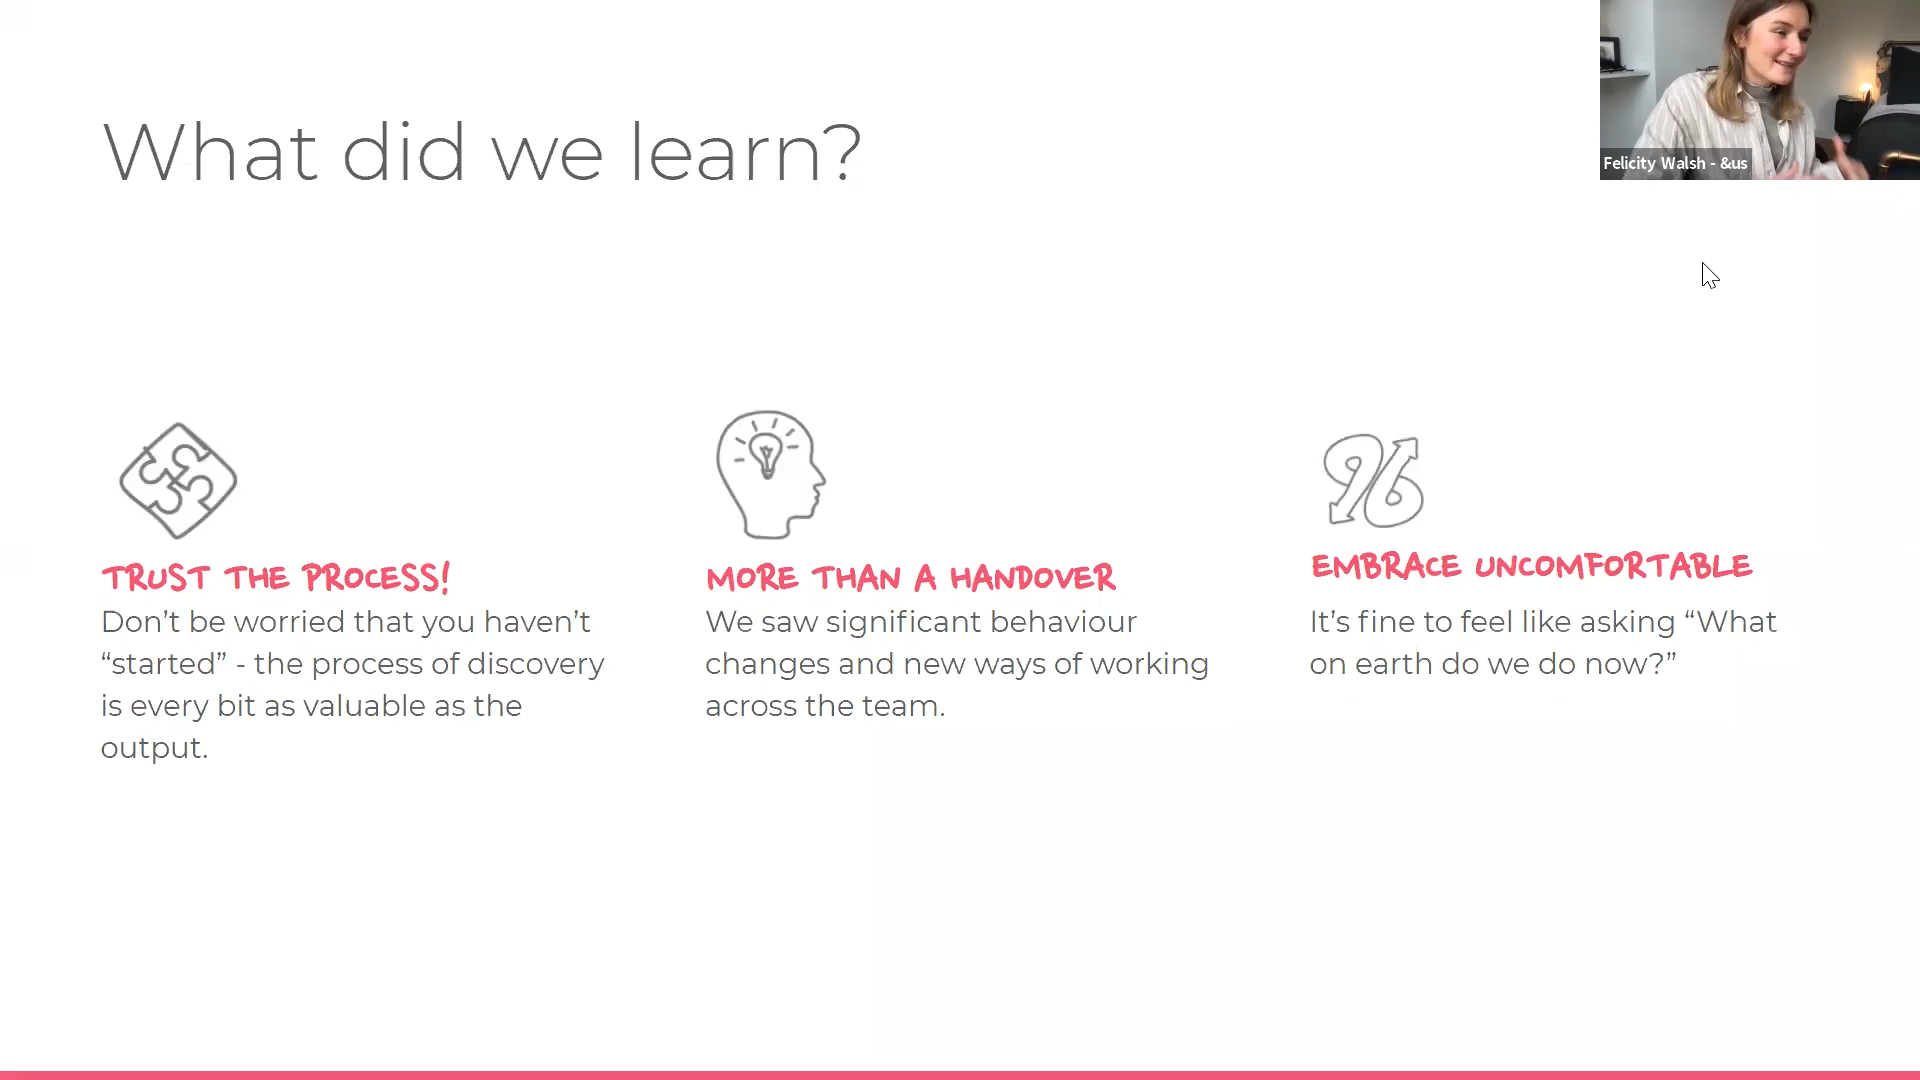 What did we learn?
Felicity Walsh - &us
TRUST THE PROCESS!
Don’t be worried that you haven’t
“started” - the process of discovery
is every bit as valuable as the
output.
MORE THAN A HANDOVER
We saw significant behaviour
changes and new ways of working
across the team.
EMBRACE UNCOMFORTABLE
It’s fine to feel like asking “What
on earth do we do now?”